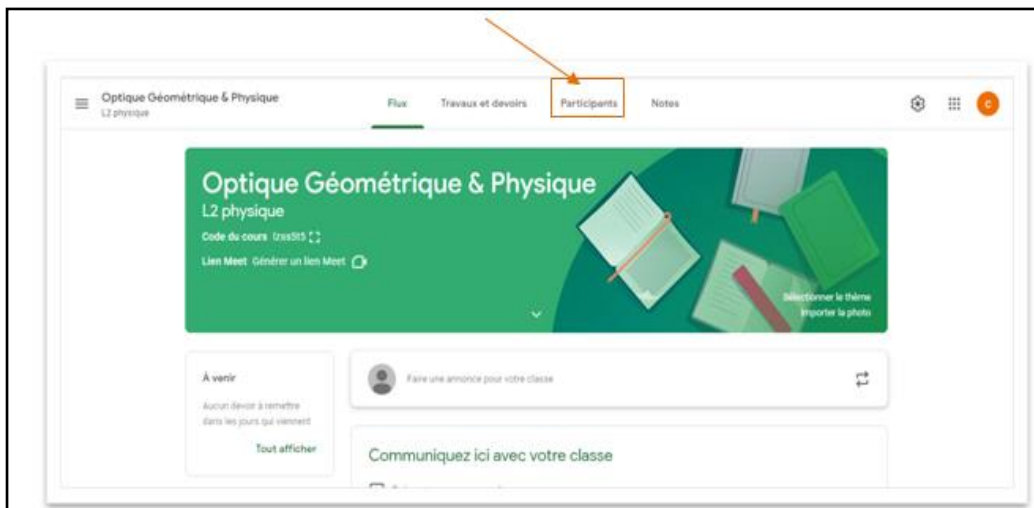 Optique Géométrique & Physique
L2 physique
Flux Travaux et devoirs Participants Notes
C
Optique Géométrique & Physique
L2 physique
Code du cours
Lien Meet Générer un lien Meet
Sélectionner le thème
Importer la photo
À venir
Aucun devoir à remettre
dans les jours qui viennent
Tout afficher
Faire une annonce pour votre classe
Communiquez ici avec votre classe